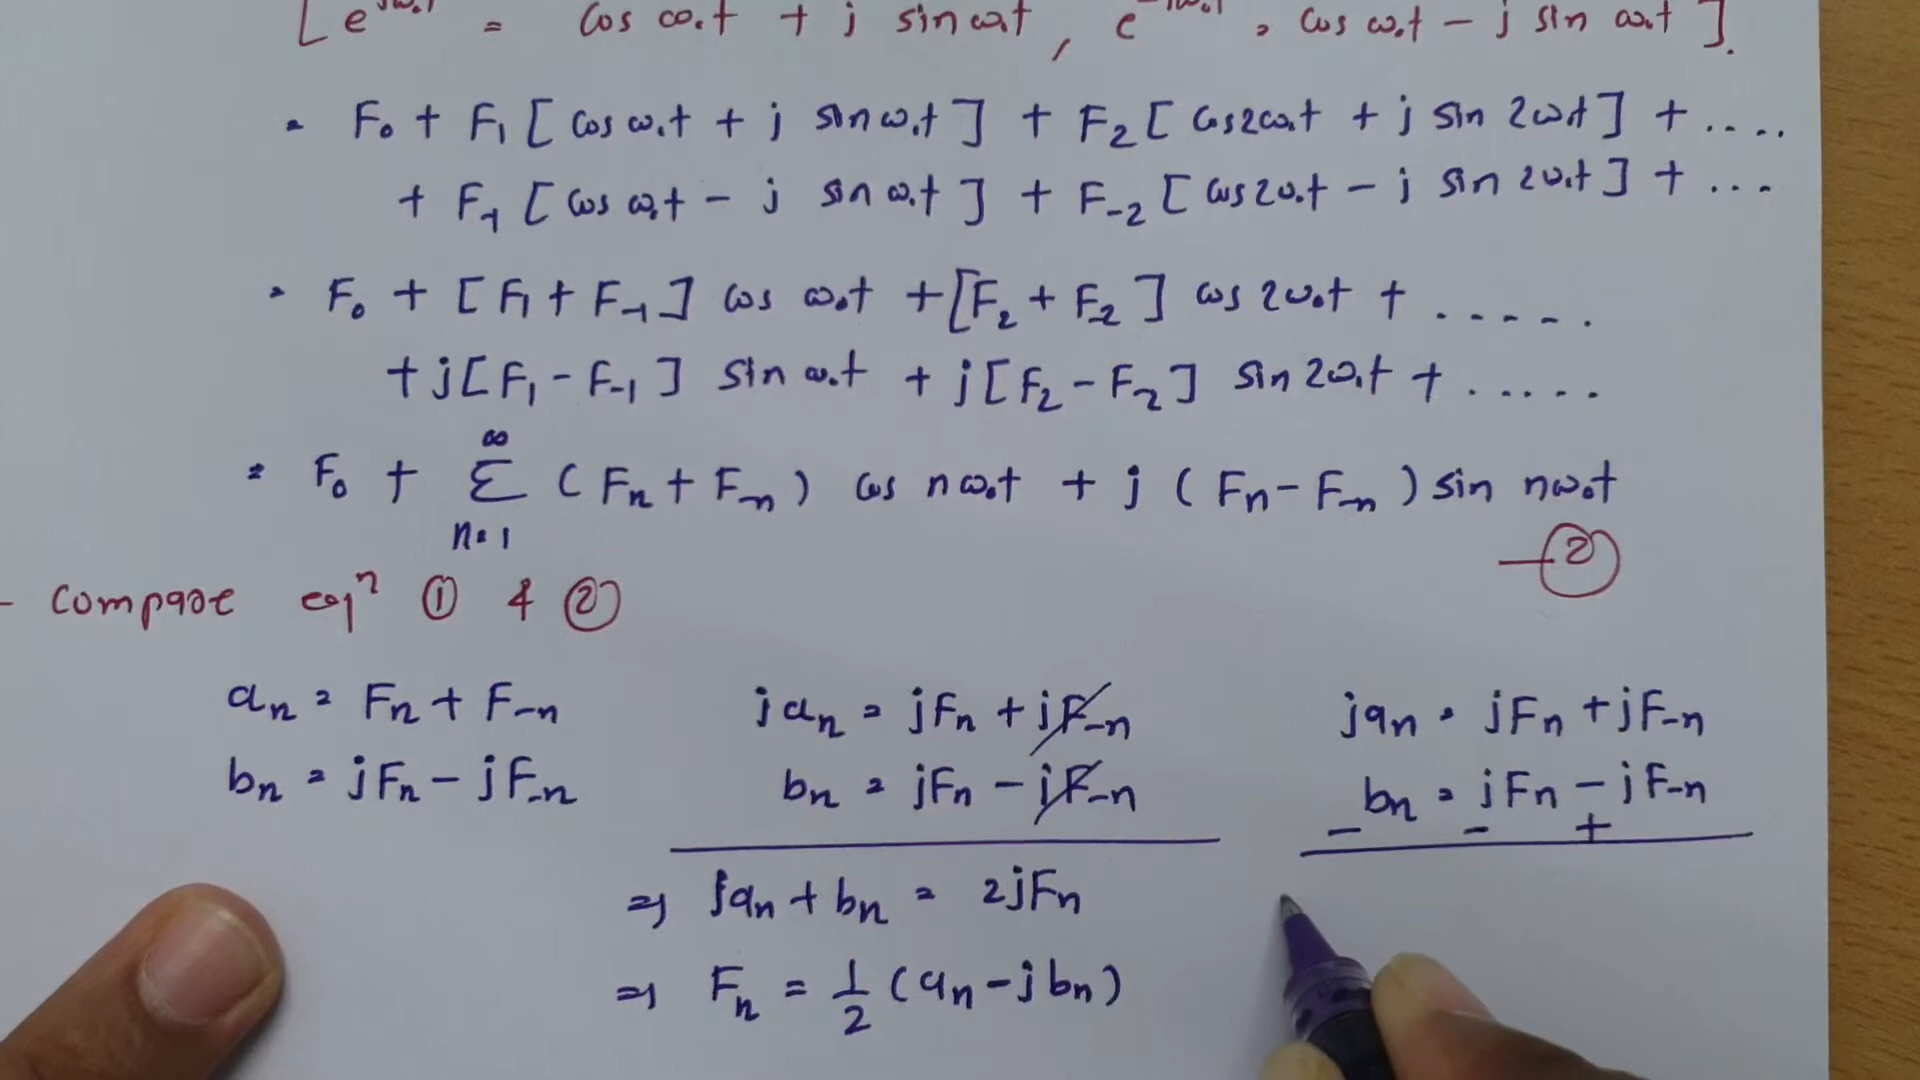 [e^{jω₀t} = cos ω₀t + j sin ω₀t, e^{-jω₀t} = cos ω₀t - j sin ω₀t].
= F₀ + F₁ [cos ω₀t + j sin ω₀t] + F₂ [cos 2ω₀t + j sin 2ω₀t] + ....
+ F₋₁ [cos ω₀t - j sin ω₀t] + F₋₂ [cos 2ω₀t - j sin 2ω₀t] + ...
= F₀ + [F₁ + F₋₁] cos ω₀t + [F₂ + F₋₂] cos 2ω₀t + .....
+ j[F₁ - F₋₁] sin ω₀t + j[F₂ - F₋₂] sin 2ω₀t + .....
= F₀ + Σ_{n=1}^{∞} (Fn + F-n) cos nω₀t + j (Fn - F-n) sin nω₀t
— ②
- Compare eqⁿ ① & ②
an = Fn + F-n
bn = jFn - jF-n
jan = jFn + jF-n
bn = jFn - jF-n
⇒ jan + bn = 2jFn
⇒ Fn = 1/2 (an - jbn)
jan = jFn + jF-n
bn = jFn - jF-n
- - +